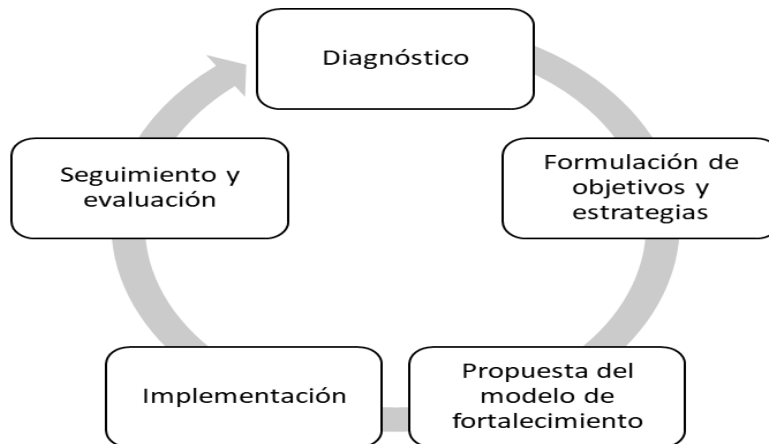 Diagnóstico
Formulación de
objetivos y
estrategias
Propuesta del
modelo de
fortalecimiento
Implementación
Seguimiento y
evaluación